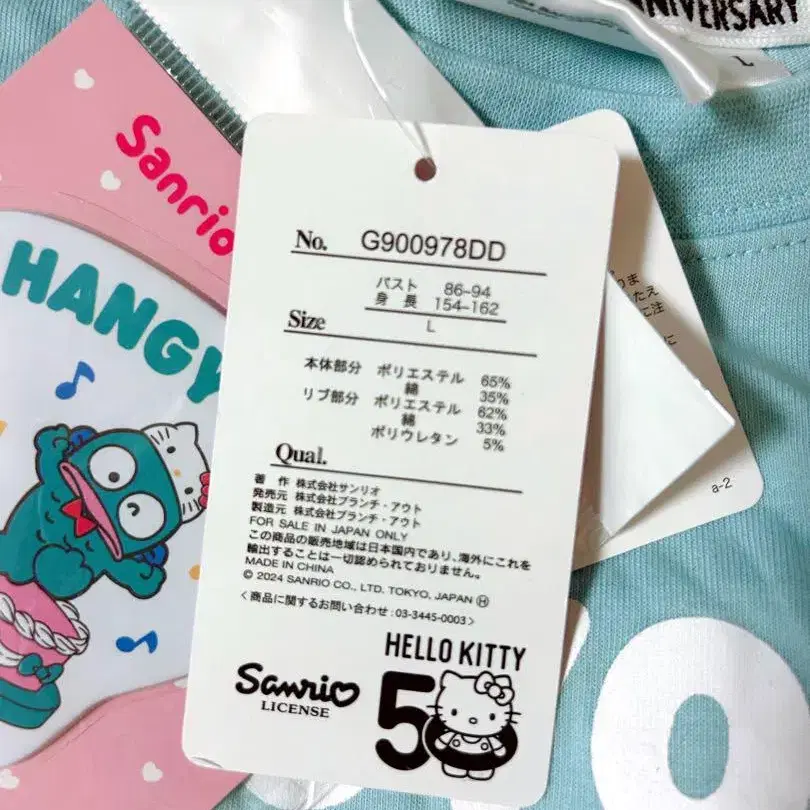 NNIVERSARY
L
Sanrio
HANGY
No. G900978DD
バスト 86-94
身長 154-162
Size
L
本体部分 ポリエステル 65%
綿 35%
リブ部分 ポリエステル 62%
綿 33%
ポリウレタン 5%
Qual.
著 作 株式会社サンリオ
発売元 株式会社ブランチ・アウト
製造元 株式会社ブランチ・アウト
FOR SALE IN JAPAN ONLY
この商品の販売地域は日本国内であり、海外にこれを
輸出することは一切認められておりません。
MADE IN CHINA
© 2024 SANRIO CO., LTD. TOKYO, JAPAN Ⓗ
<商品に関するお問い合わせ:03-3445-0003>
HELLO KITTY
50
Sanrio
LICENSE
ま
たえ
に注
a-2